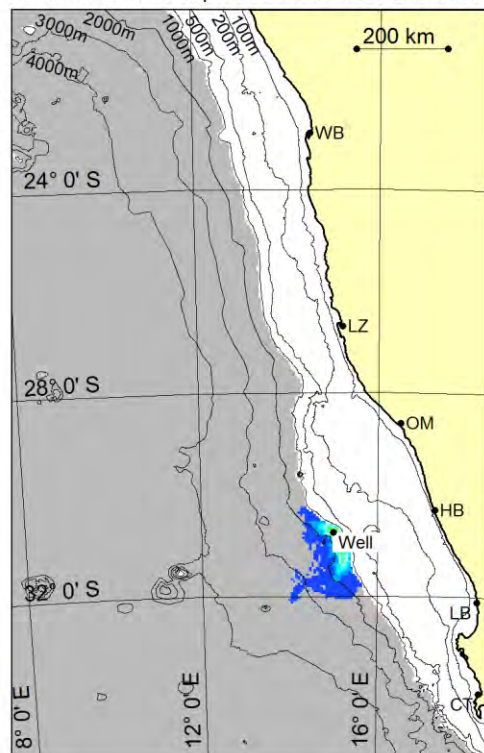 3000m
2000m
1000m
500m
200m
100m
4000m
200 km
WB
24° 0' S
LZ
28° 0' S
OM
HB
Well
32° 0' S
LB
CT
8° 0' E
12° 0' E
16° 0' E